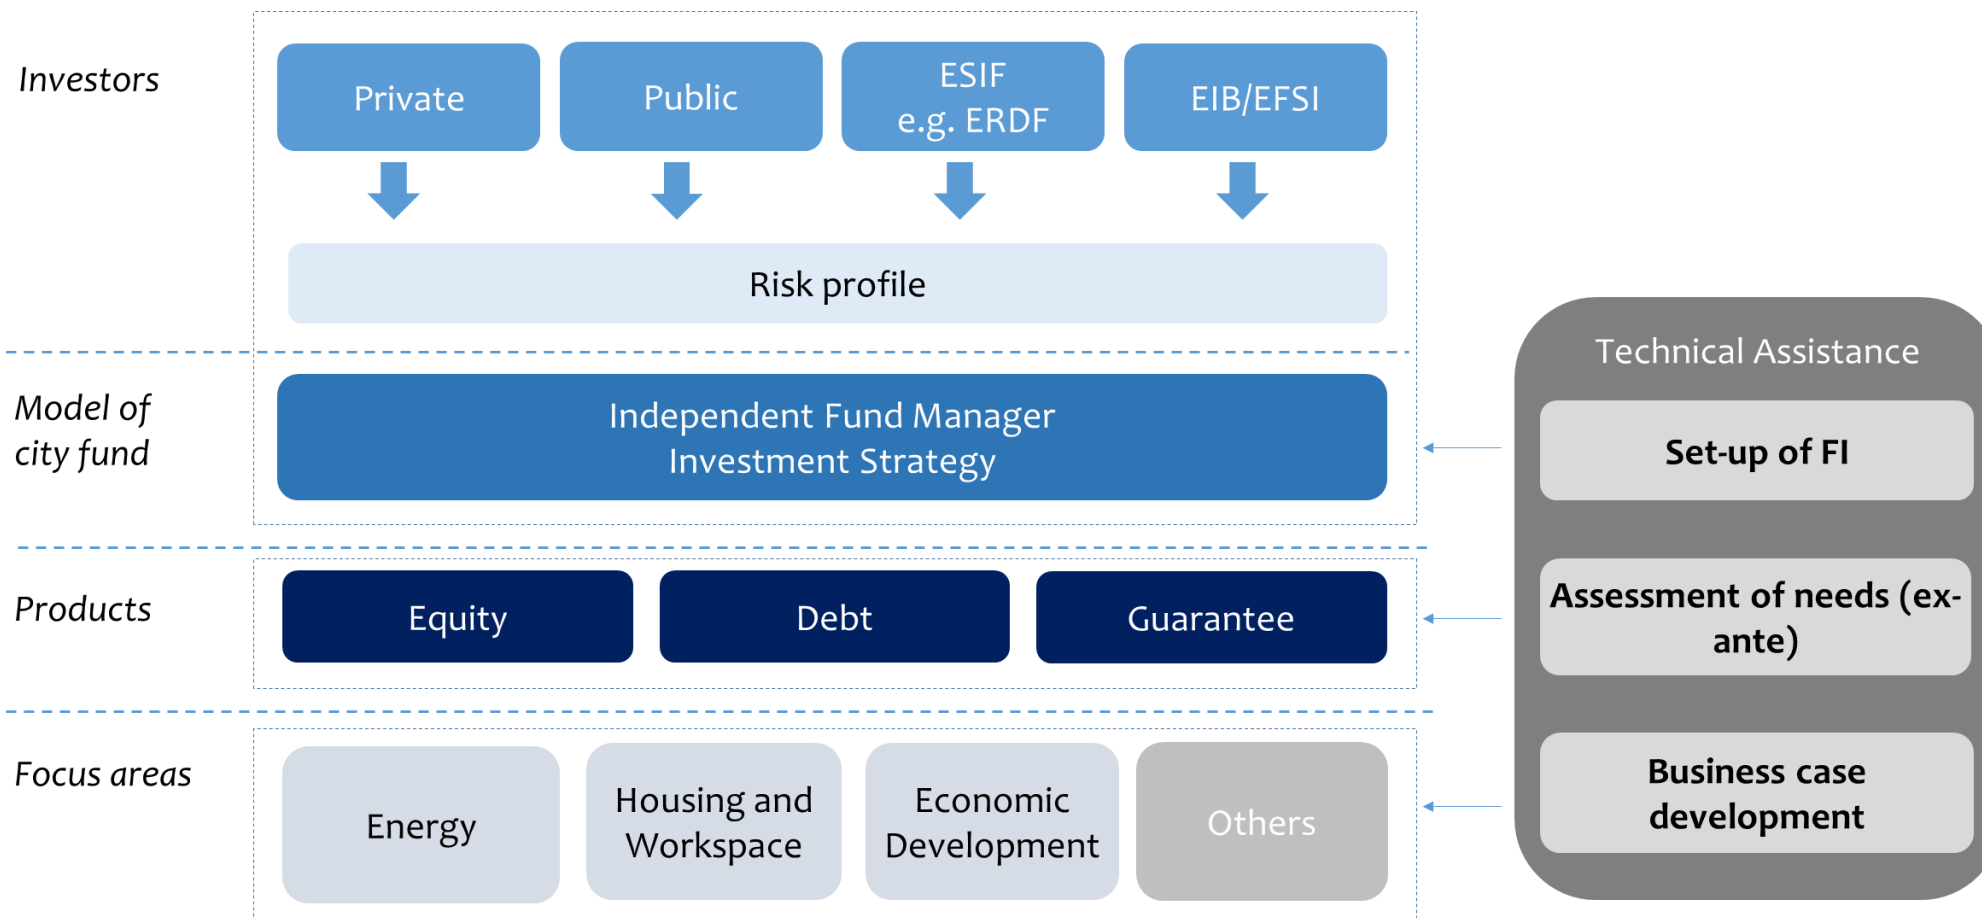 Investors
Private
Public
ESIF
e.g. ERDF
EIB/EFSI
Risk profile
Model of
city fund
Independent Fund Manager
Investment Strategy
Products
Equity
Debt
Guarantee
Focus areas
Energy
Housing and
Workspace
Economic
Development
Others
Technical Assistance
Set-up of FI
Assessment of needs (ex-
ante)
Business case
development